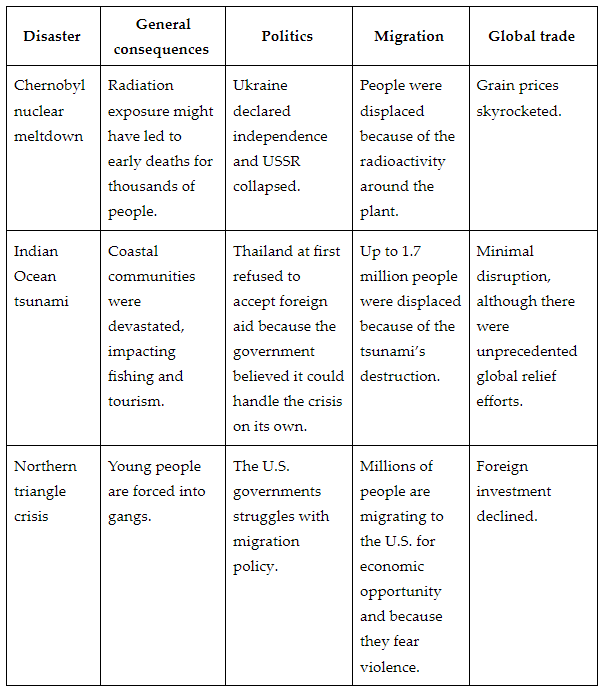 Disaster
General
consequences
Politics
Migration
Global trade
Chernobyl
nuclear
meltdown
Radiation
exposure might
have led to
early deaths for
thousands of
people.
Ukraine
declared
independence
and USSR
collapsed.
People were
displaced
because of the
radioactivity
around the
plant.
Grain prices
skyrocketed.
Indian
Ocean
tsunami
Coastal
communities
were
devastated,
impacting
fishing and
tourism.
Thailand at first
refused to
accept foreign
aid because the
government
believed it could
handle the crisis
on its own.
Up to 1.7
million people
were displaced
because of the
tsunami’s
destruction.
Minimal
disruption,
although there
were
unprecedented
global relief
efforts.
Northern
triangle
crisis
Young people
are forced into
gangs.
The U.S.
governments
struggles with
migration
policy.
Millions of
people are
migrating to
the U.S. for
economic
opportunity
and because
they fear
violence.
Foreign
investment
declined.